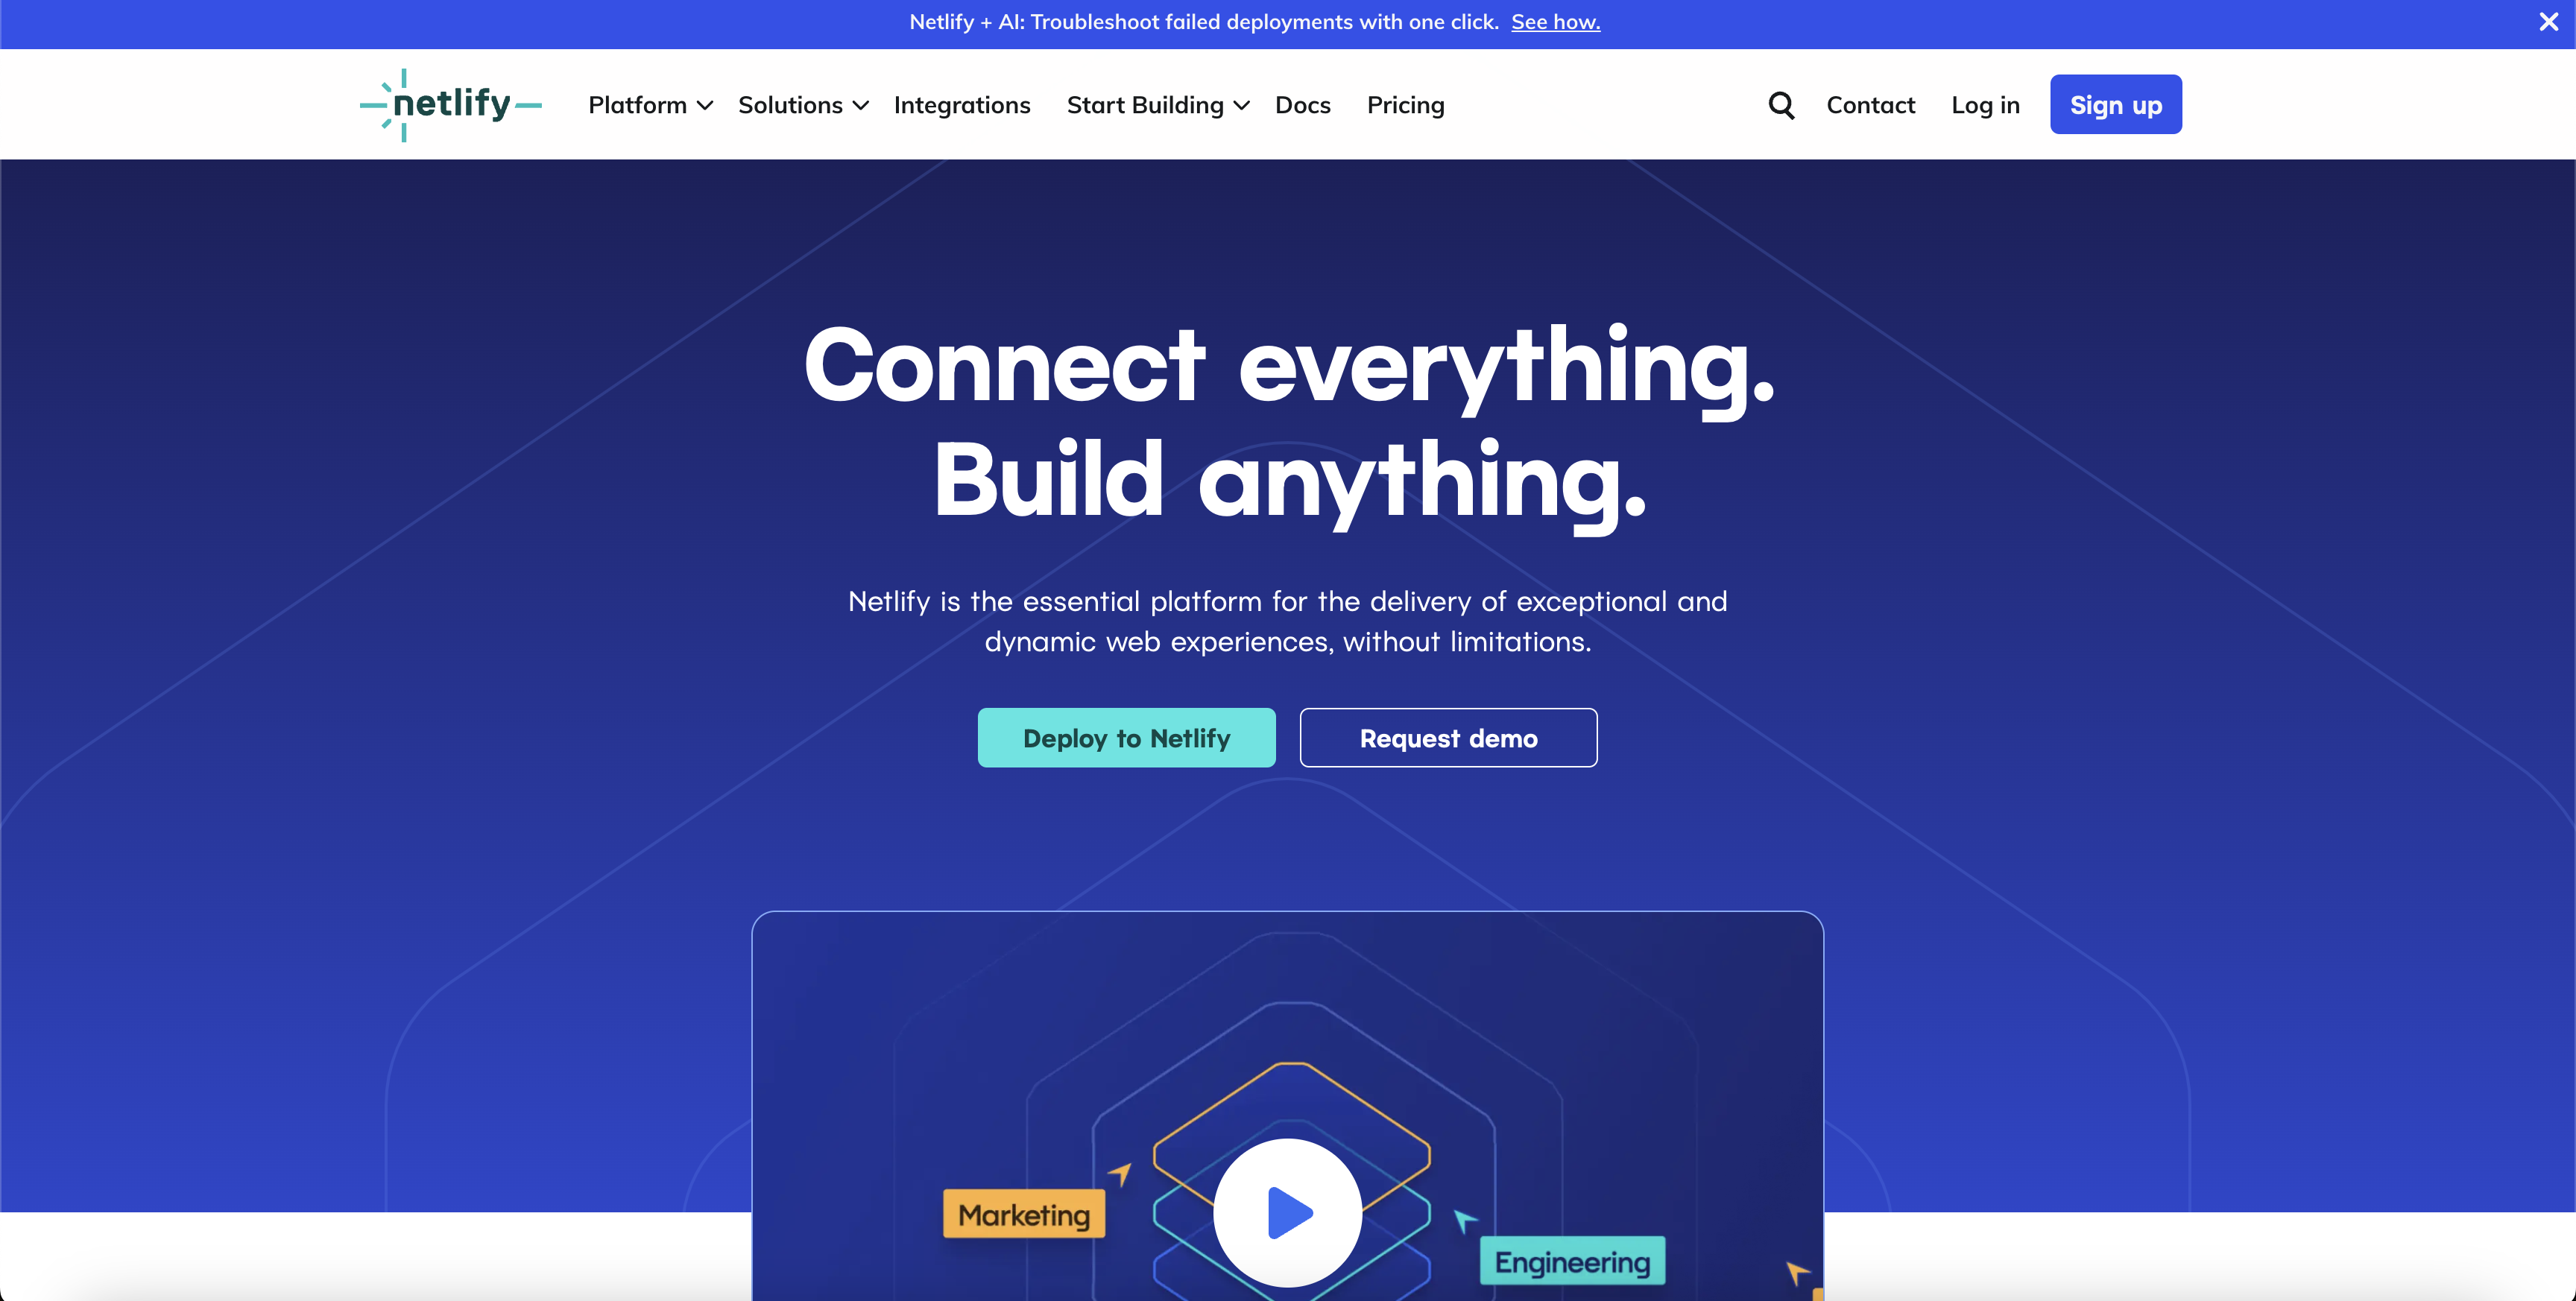 Netlify + AI: Troubleshoot failed deployments with one click. See how.
netlify Platform Solutions Integrations Start Building Docs Pricing Contact Log in Sign up
Connect everything.
Build anything.
Netlify is the essential platform for the delivery of exceptional and
dynamic web experiences, without limitations.
Deploy to Netlify Request demo
Marketing
Engineering